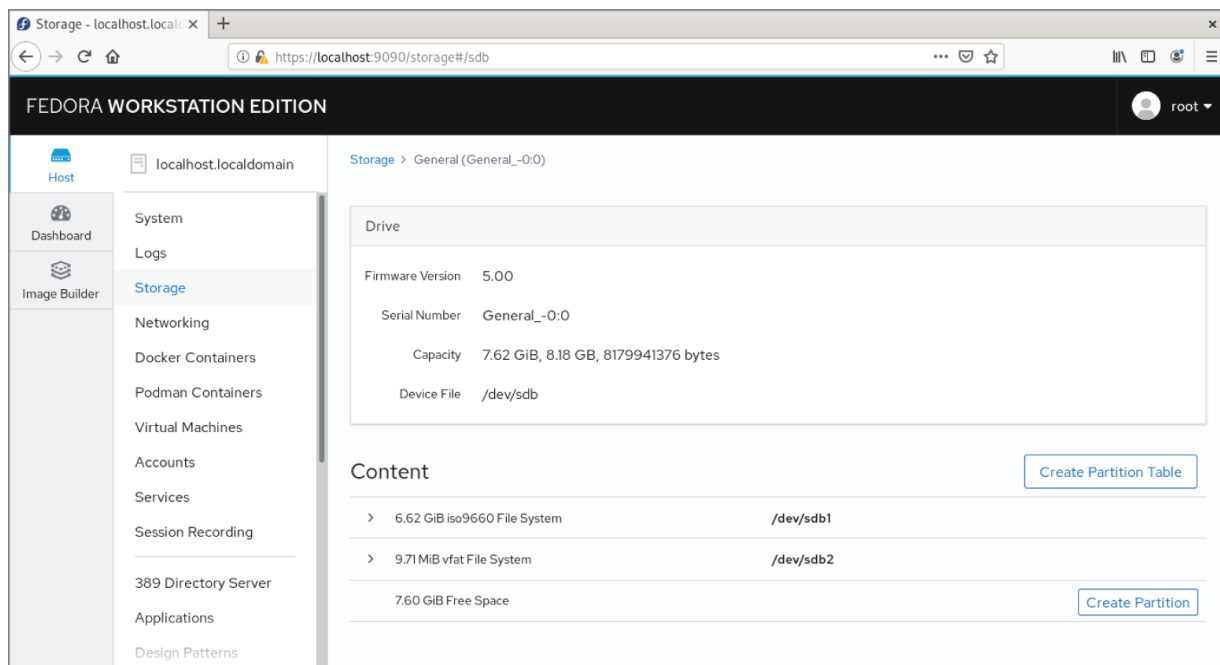 Storage - localhost.locald
https://localhost:9090/storage#/sdb
FEDORA WORKSTATION EDITION
root
Host
Dashboard
Image Builder
localhost.localdomain
System
Logs
Storage
Networking
Docker Containers
Podman Containers
Virtual Machines
Accounts
Services
Session Recording
389 Directory Server
Applications
Design Patterns
Storage > General (General_-0:0)
Drive
Firmware Version 5.00
Serial Number General_-0:0
Capacity 7.62 GiB, 8.18 GB, 8179941376 bytes
Device File /dev/sdb
Content
Create Partition Table
6.62 GiB iso9660 File System /dev/sdb1
9.71 MiB vfat File System /dev/sdb2
7.60 GiB Free Space
Create Partition